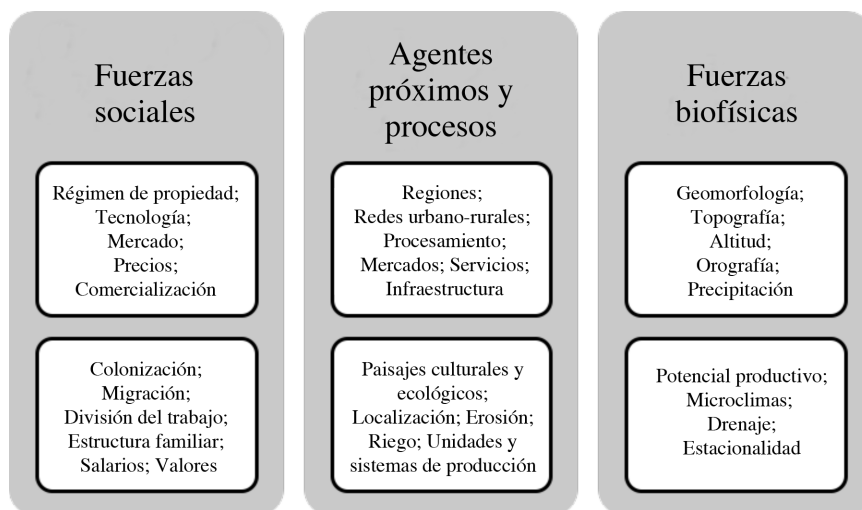 Fuerzas
sociales
Régimen de propiedad;
Tecnología;
Mercado;
Precios;
Comercialización
Colonización;
Migración;
División del trabajo;
Estructura familiar;
Salarios; Valores
Agentes
próximos y
procesos
Regiones;
Redes urbano-rurales;
Procesamiento;
Mercados; Servicios;
Infraestructura
Paisajes culturales y
ecológicos;
Localización; Erosión;
Riego; Unidades y
sistemas de producción
Fuerzas
biofísicas
Geomorfología;
Topografía;
Altitud;
Orografía;
Precipitación
Potencial productivo;
Microclimas;
Drenaje;
Estacionalidad